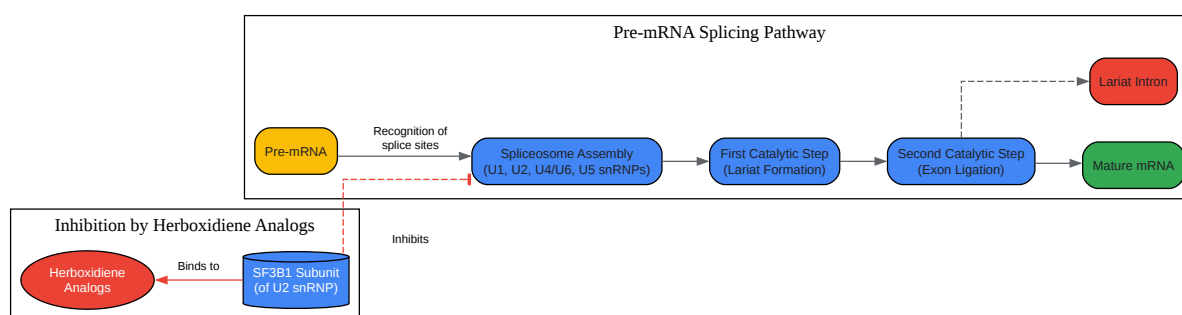 Pre-mRNA Splicing Pathway
Lariat Intron
Recognition of
splice sites
Pre-mRNA
Spliceosome Assembly
(U1, U2, U4/U6, U5 snRNPs)
First Catalytic Step
(Lariat Formation)
Second Catalytic Step
(Exon Ligation)
Mature mRNA
Inhibition by Herboxidiene Analogs
Inhibits
Herboxidiene
Analogs
Binds to
SF3B1 Subunit
(of U2 snRNP)